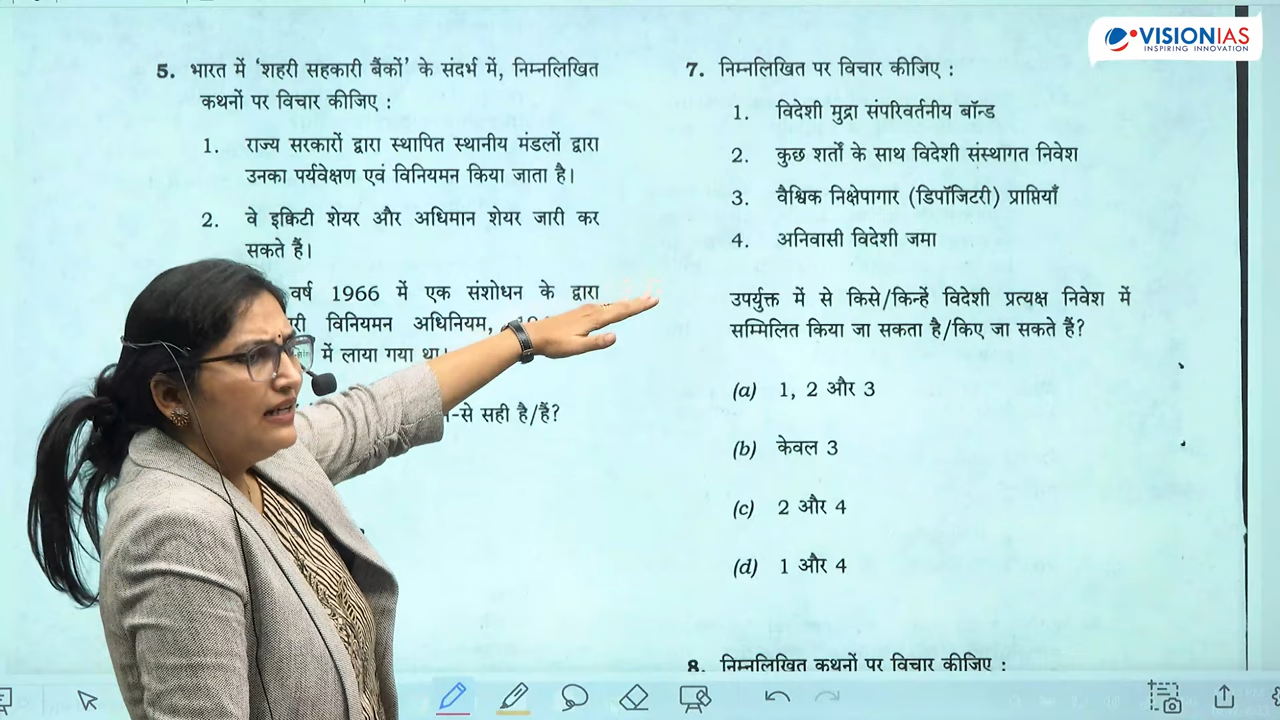 VISIONIAS
INSPIRING INNOVATION
5. भारत में ‘शहरी सहकारी बैंकों’ के संदर्भ में, निम्नलिखित
कथनों पर विचार कीजिए :
1. राज्य सरकारों द्वारा स्थापित स्थानीय मंडलों द्वारा
उनका पर्यवेक्षण एवं विनियमन किया जाता है।
2. वे इक्विटी शेयर और अधिमान शेयर जारी कर
सकते हैं।
वर्ष 1966 में एक संशोधन के द्वारा
विनियमन अधिनियम,
में लाया गया था।
सही है/हैं?
7. निम्नलिखित पर विचार कीजिए :
1. विदेशी मुद्रा संपरिवर्तनीय बॉन्ड
2. कुछ शर्तों के साथ विदेशी संस्थागत निवेश
3. वैश्विक निक्षेपागार (डिपॉजिटरी) प्राप्तियाँ
4. अनिवासी विदेशी जमा
उपर्युक्त में से किसे/किन्हें विदेशी प्रत्यक्ष निवेश में
सम्मिलित किया जा सकता है/किए जा सकते हैं?
(a) 1, 2 और 3
(b) केवल 3
(c) 2 और 4
(d) 1 और 4
8. निम्नलिखित कथनों पर विचार कीजिए :